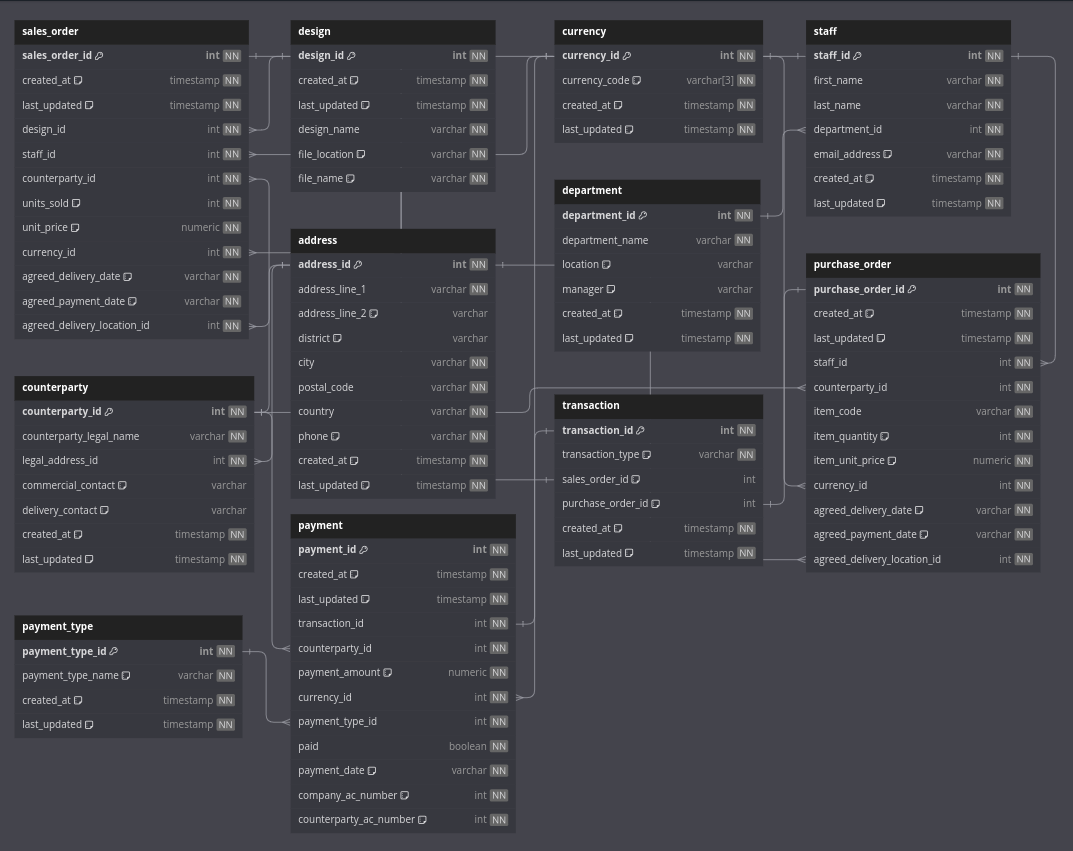 sales_order
sales_order_id int NN
created_at timestamp NN
last_updated timestamp NN
design_id int NN
staff_id int NN
counterparty_id int NN
units_sold int NN
unit_price numeric NN
currency_id int NN
agreed_delivery_date varchar NN
agreed_payment_date varchar NN
agreed_delivery_location_id int NN
counterparty
counterparty_id int NN
counterparty_legal_name varchar NN
legal_address_id int NN
commercial_contact varchar
delivery_contact varchar
created_at timestamp NN
last_updated timestamp NN
payment_type
payment_type_id int NN
payment_type_name varchar NN
created_at timestamp NN
last_updated timestamp NN
design
design_id int NN
created_at timestamp NN
last_updated timestamp NN
design_name varchar NN
file_location varchar NN
file_name varchar NN
address
address_id int NN
address_line_1 varchar NN
address_line_2 varchar
district varchar
city varchar NN
postal_code varchar NN
country varchar NN
phone varchar NN
created_at timestamp NN
last_updated timestamp NN
payment
payment_id int NN
created_at timestamp NN
last_updated timestamp NN
transaction_id int NN
counterparty_id int NN
payment_amount numeric NN
currency_id int NN
payment_type_id int NN
paid boolean NN
payment_date varchar NN
company_ac_number int NN
counterparty_ac_number int NN
currency
currency_id int NN
currency_code varchar[3] NN
created_at timestamp NN
last_updated timestamp NN
department
department_id int NN
department_name varchar NN
location varchar
manager varchar
created_at timestamp NN
last_updated timestamp NN
transaction
transaction_id int NN
transaction_type varchar NN
sales_order_id int
purchase_order_id int
created_at timestamp NN
last_updated timestamp NN
staff
staff_id int NN
first_name varchar NN
last_name varchar NN
department_id int NN
email_address varchar NN
created_at timestamp NN
last_updated timestamp NN
purchase_order
purchase_order_id int NN
created_at timestamp NN
last_updated timestamp NN
staff_id int NN
counterparty_id int NN
item_code varchar NN
item_quantity int NN
item_unit_price numeric NN
currency_id int NN
agreed_delivery_date varchar NN
agreed_payment_date varchar NN
agreed_delivery_location_id int NN